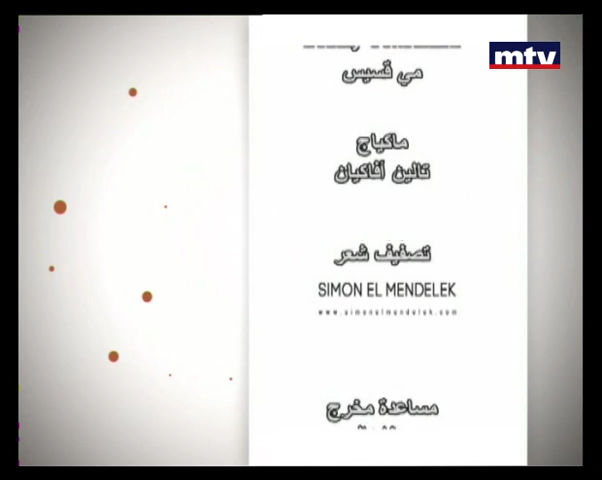 mtv
مي قسيس
ماكياج
تالين أفاكيان
تصفيف شعر
SIMON EL MENDELEK
www.simonelmendelek.com
مساعدة مخرج